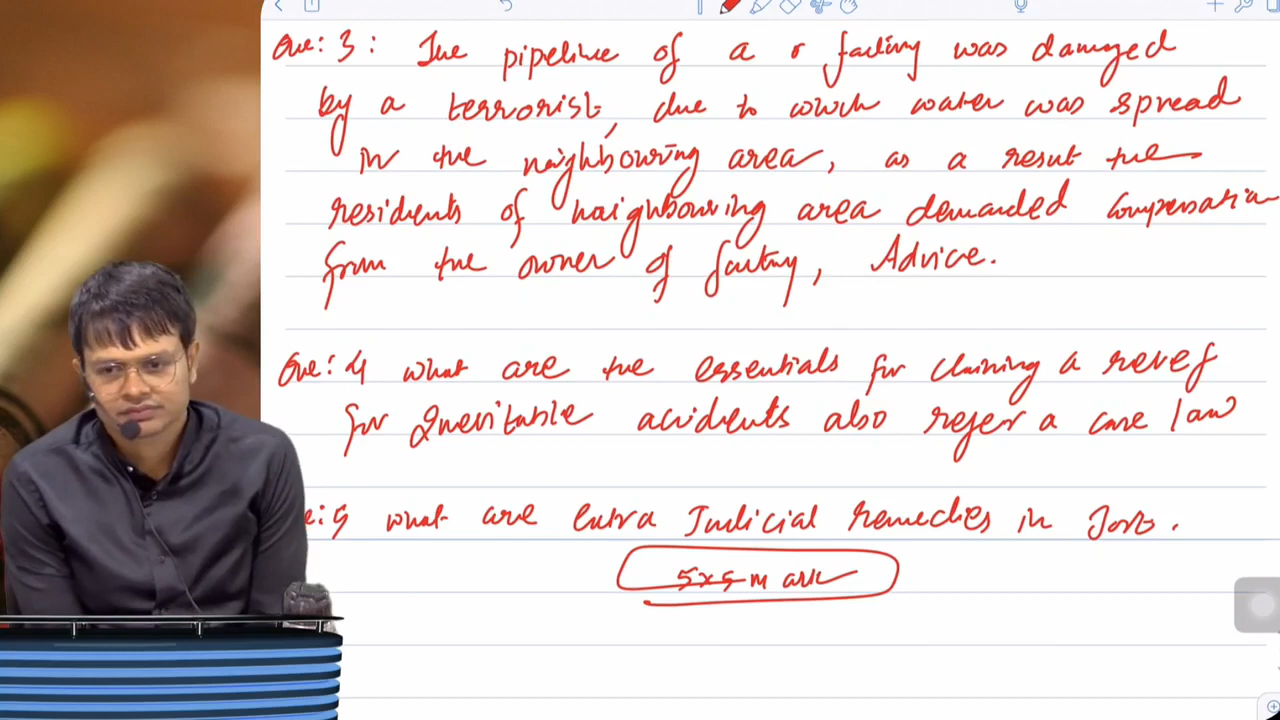 Que: 3: The pipeline of a factory was damaged
by a terrorist, due to which water was spread
in the neighbouring area, as a result the
residents of neighbouring area demanded compensation
from the owner of factory, Advice.
Que: 4 what are the essentials for claiming a relief
for Inevitable accidents also refer a case law
e: 5 what are extra Judicial remedies in Tort.
5x5 mark